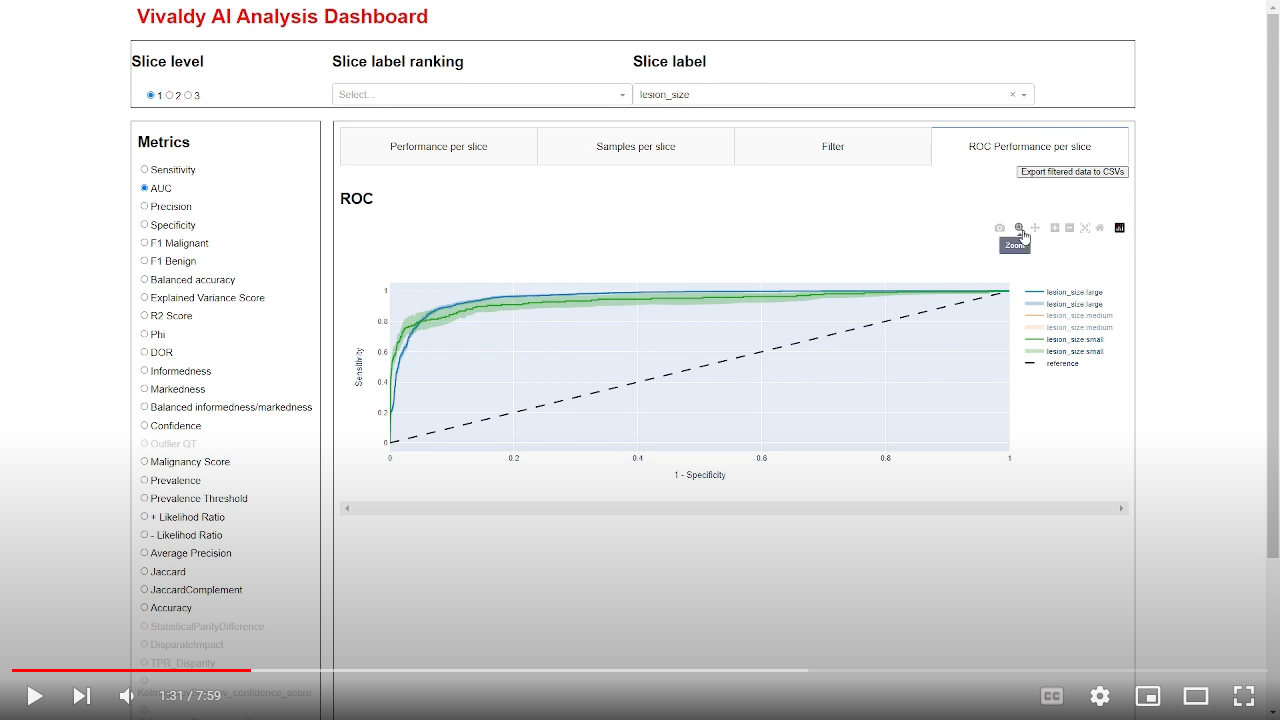 Vivaldy AI Analysis Dashboard
Slice level
Slice label ranking
Slice label
1 2 3
Select...
lesion_size
Metrics
Sensitivity
AUC
Precision
Specificity
F1 Malignant
F1 Benign
Balanced accuracy
Explained Variance Score
R2 Score
Phi
DOR
Informedness
Markedness
Balanced informedness/markedness
Confidence
Outlier QT
Malignancy Score
Prevalence
Prevalence Threshold
+ Likelihod Ratio
- Likelihod Ratio
Average Precision
Jaccard
JaccardComplement
Accuracy
StatisticalParityDifference
DisparateImpact
TPR_Disparity
Performance per slice
Samples per slice
Filter
ROC Performance per slice
Export filtered data to CSVs
ROC
Zoom
1
0.8
0.6
0.4
0.2
0
Sensitivity
0 0.2 0.4 0.6 0.8 1
1 - Specificity
lesion_size:large
lesion_size:large
lesion_size:medium
lesion_size:medium
lesion_size:small
lesion_size:small
reference
1:31 / 7:59
CC